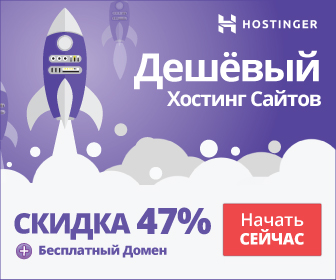 HOSTINGER
Дешёвый
Хостинг Сайтов
СКИДКА 47%
Бесплатный Домен
Начать
СЕЙЧАС